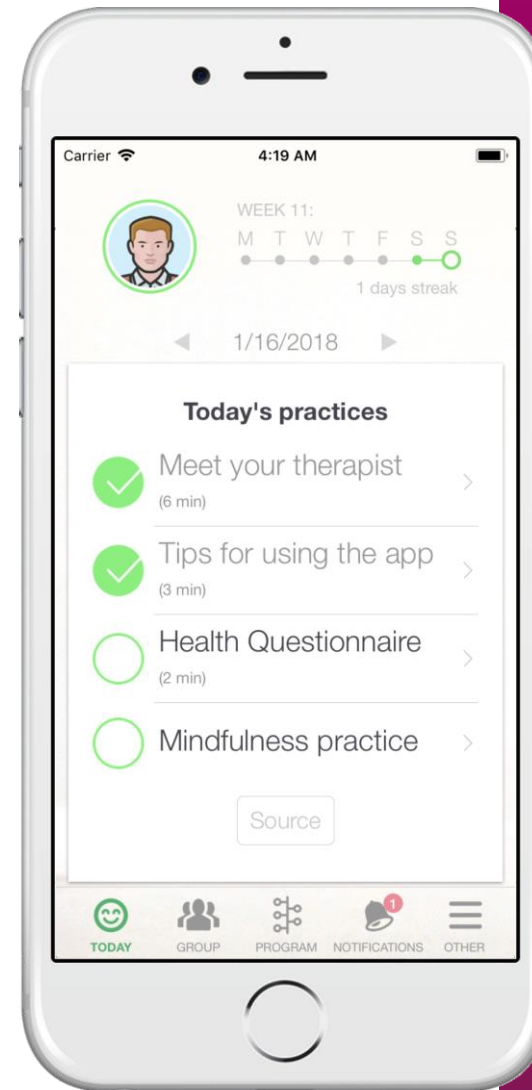 Carrier 4:19 AM
WEEK 11:
M T W T F S S
1 days streak
1/16/2018
Today's practices
Meet your therapist
(6 min)
Tips for using the app
(3 min)
Health Questionnaire
(2 min)
Mindfulness practice
Source
1
TODAY GROUP PROGRAM NOTIFICATIONS OTHER